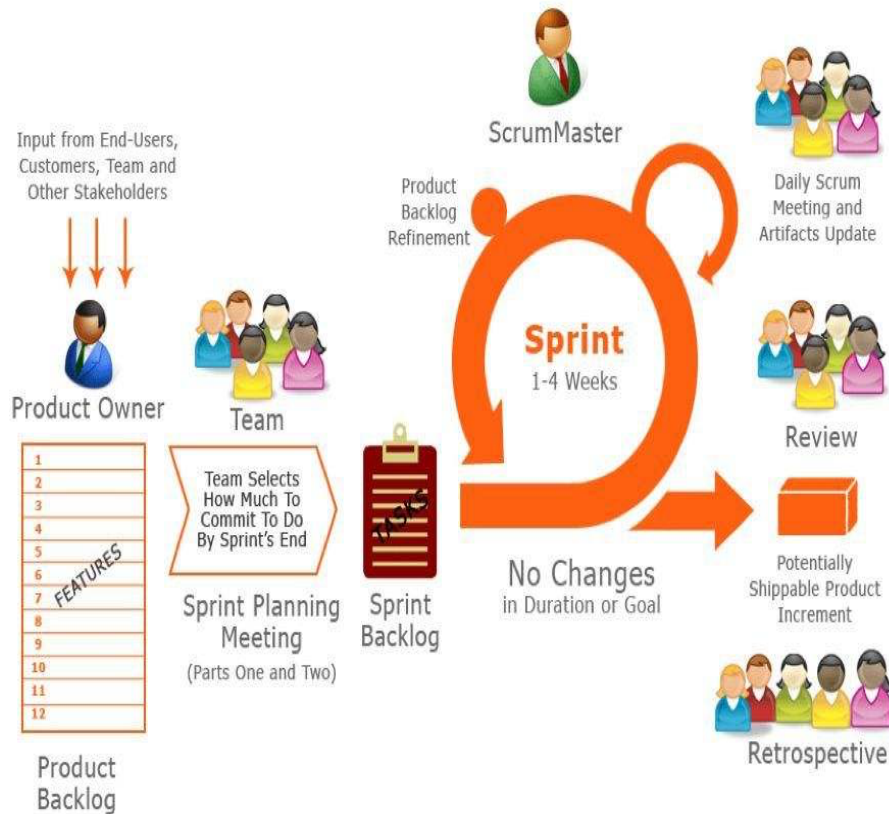 Input from End-Users,
Customers, Team and
Other Stakeholders
Product Owner
1
2
3
4
5
6
7
8
9
10
11
12
FEATURES
Product
Backlog
Team
Team Selects
How Much To
Commit To Do
By Sprint's End
Sprint Planning
Meeting
(Parts One and Two)
TASKS
Sprint
Backlog
ScrumMaster
Product
Backlog
Refinement
Sprint
1-4 Weeks
No Changes
in Duration or Goal
Daily Scrum
Meeting and
Artifacts Update
Review
Potentially
Shippable Product
Increment
Retrospective